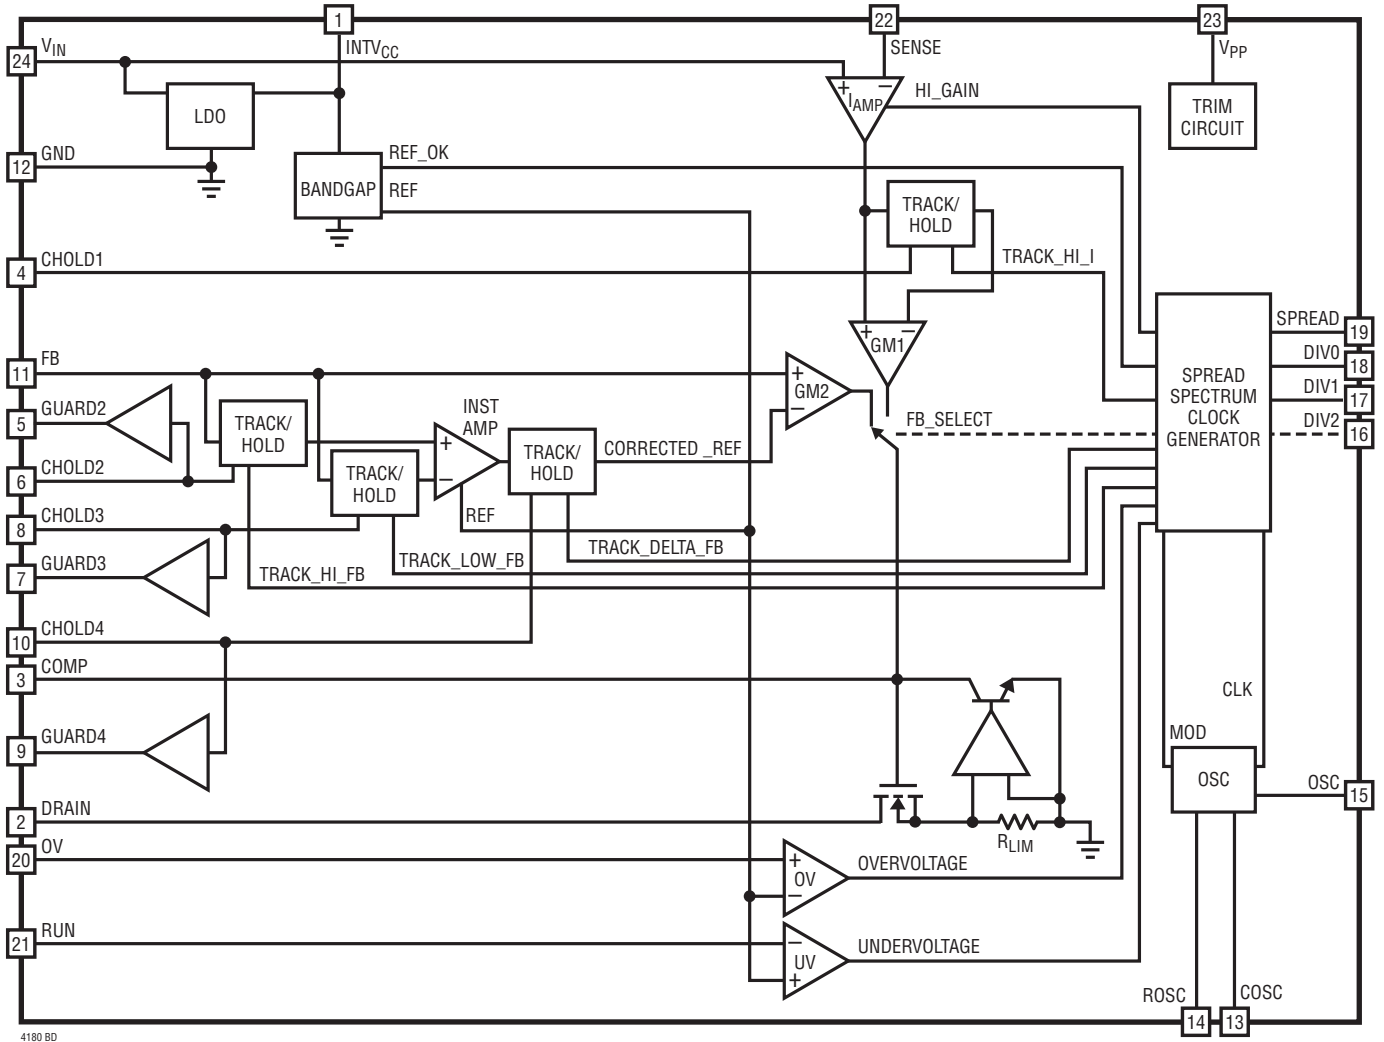 1
22
23
24
VIN
INTVCC
SENSE
VPP
+
−
IAMP
HI_GAIN
LDO
TRIM
CIRCUIT
12
GND
REF_OK
BANDGAP
REF
TRACK/
HOLD
4
CHOLD1
TRACK_HI_I
SPREAD
19
+
−
GM1
11
FB
DIV0
18
+
GM2
−
SPREAD
SPECTRUM
CLOCK
GENERATOR
5
GUARD2
INST
AMP
DIV1
17
TRACK/
HOLD
FB_SELECT
DIV2
16
+
−
TRACK/
HOLD
CORRECTED _REF
6
CHOLD2
TRACK/
HOLD
8
CHOLD3
REF
TRACK_DELTA_FB
7
GUARD3
TRACK_LOW_FB
TRACK_HI_FB
10
CHOLD4
3
COMP
CLK
9
GUARD4
MOD
OSC
OSC
15
2
DRAIN
RLIM
20
OV
+
OV
−
OVERVOLTAGE
21
RUN
−
UV
+
UNDERVOLTAGE
ROSC
COSC
14
13
4180 BD